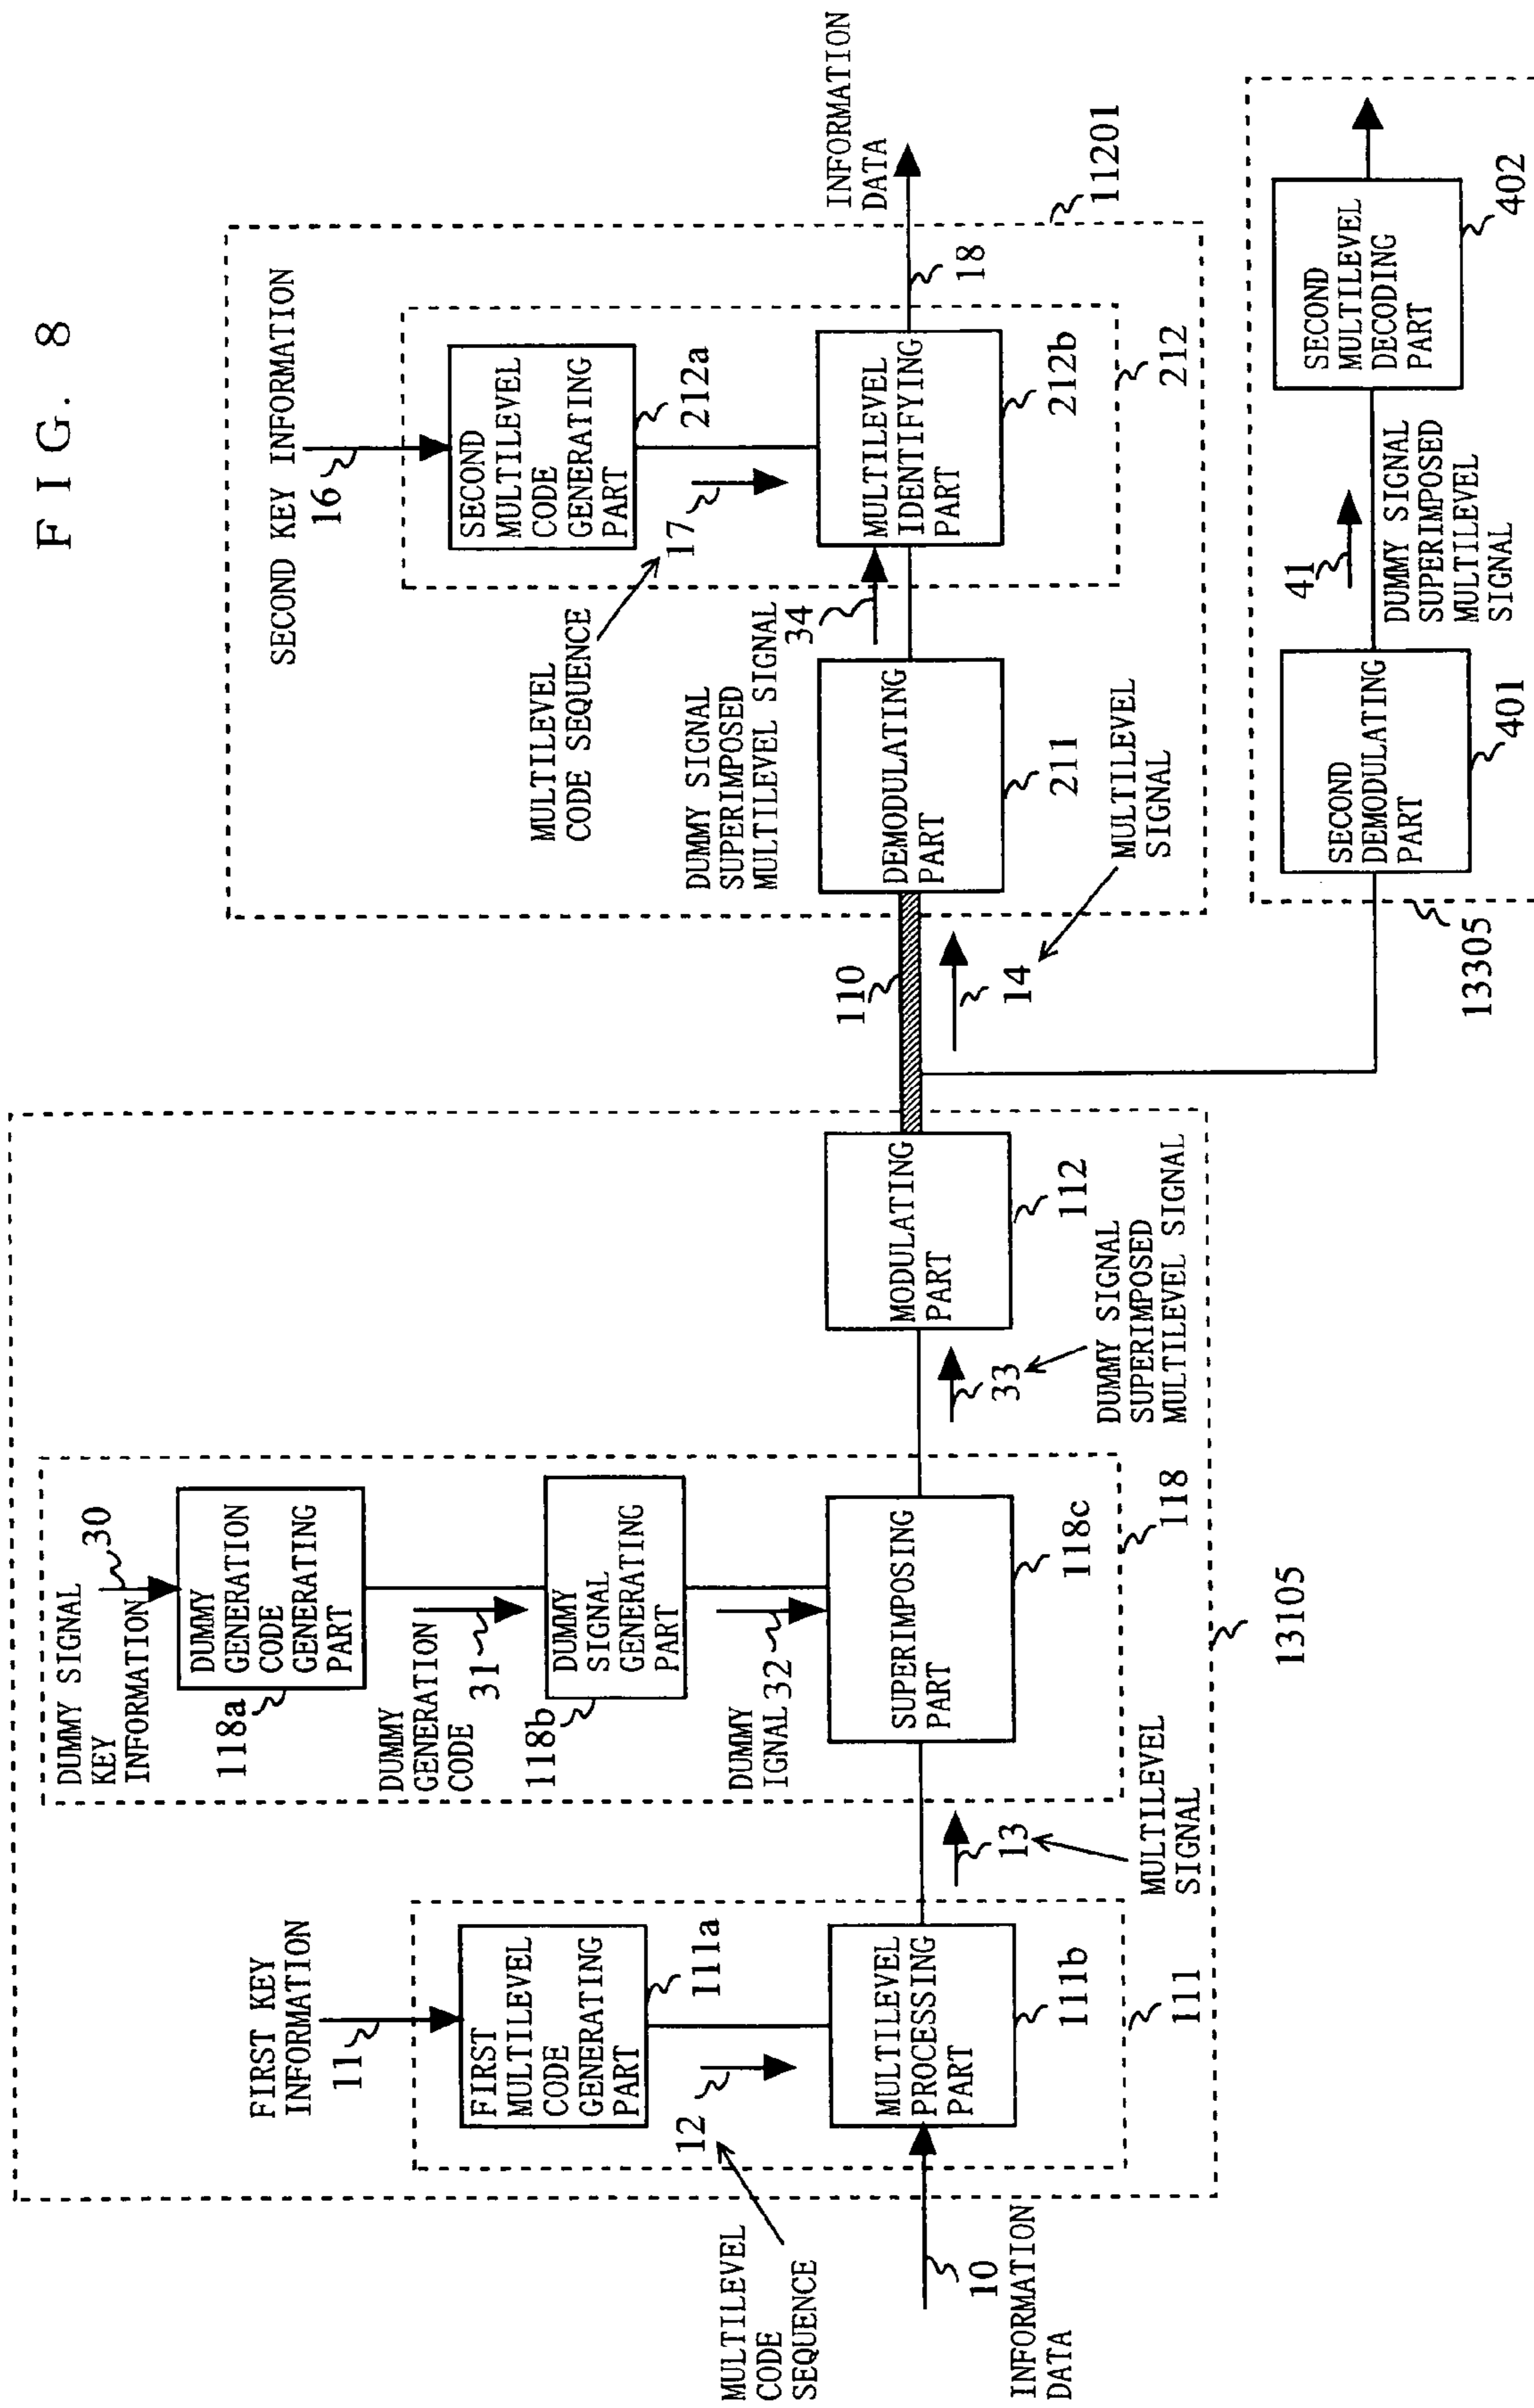 F I G. 8
FIRST KEY
INFORMATION
11
FIRST
MULTILEVEL
CODE
GENERATING
PART
111a
12
MULTILEVEL
CODE
SEQUENCE
MULTILEVEL
PROCESSING
PART
111b
111
10
INFORMATION
DATA
13
MULTILEVEL
SIGNAL
DUMMY SIGNAL
KEY
INFORMATION
30
DUMMY
GENERATION
CODE
GENERATING
PART
118a
DUMMY
GENERATION
CODE
31
DUMMY
SIGNAL
GENERATING
PART
118b
DUMMY
IGNAL
32
SUPERIMPOSING
PART
118c
118
13105
33
DUMMY SIGNAL
SUPERIMPOSED
MULTILEVEL SIGNAL
MODULATING
PART
112
110
14
MULTILEVEL
SIGNAL
SECOND KEY INFORMATION
16
SECOND
MULTILEVEL
CODE
GENERATING
PART
212a
MULTILEVEL
CODE SEQUENCE
17
DUMMY SIGNAL
SUPERIMPOSED
MULTILEVEL SIGNAL
34
DEMODULATING
PART
211
MULTILEVEL
IDENTIFYING
PART
212b
212
18
INFORMATION
DATA
11201
SECOND
DEMODULATING
PART
401
13305
41
DUMMY SIGNAL
SUPERIMPOSED
MULTILEVEL
SIGNAL
SECOND
MULTILEVEL
DECODING
PART
402